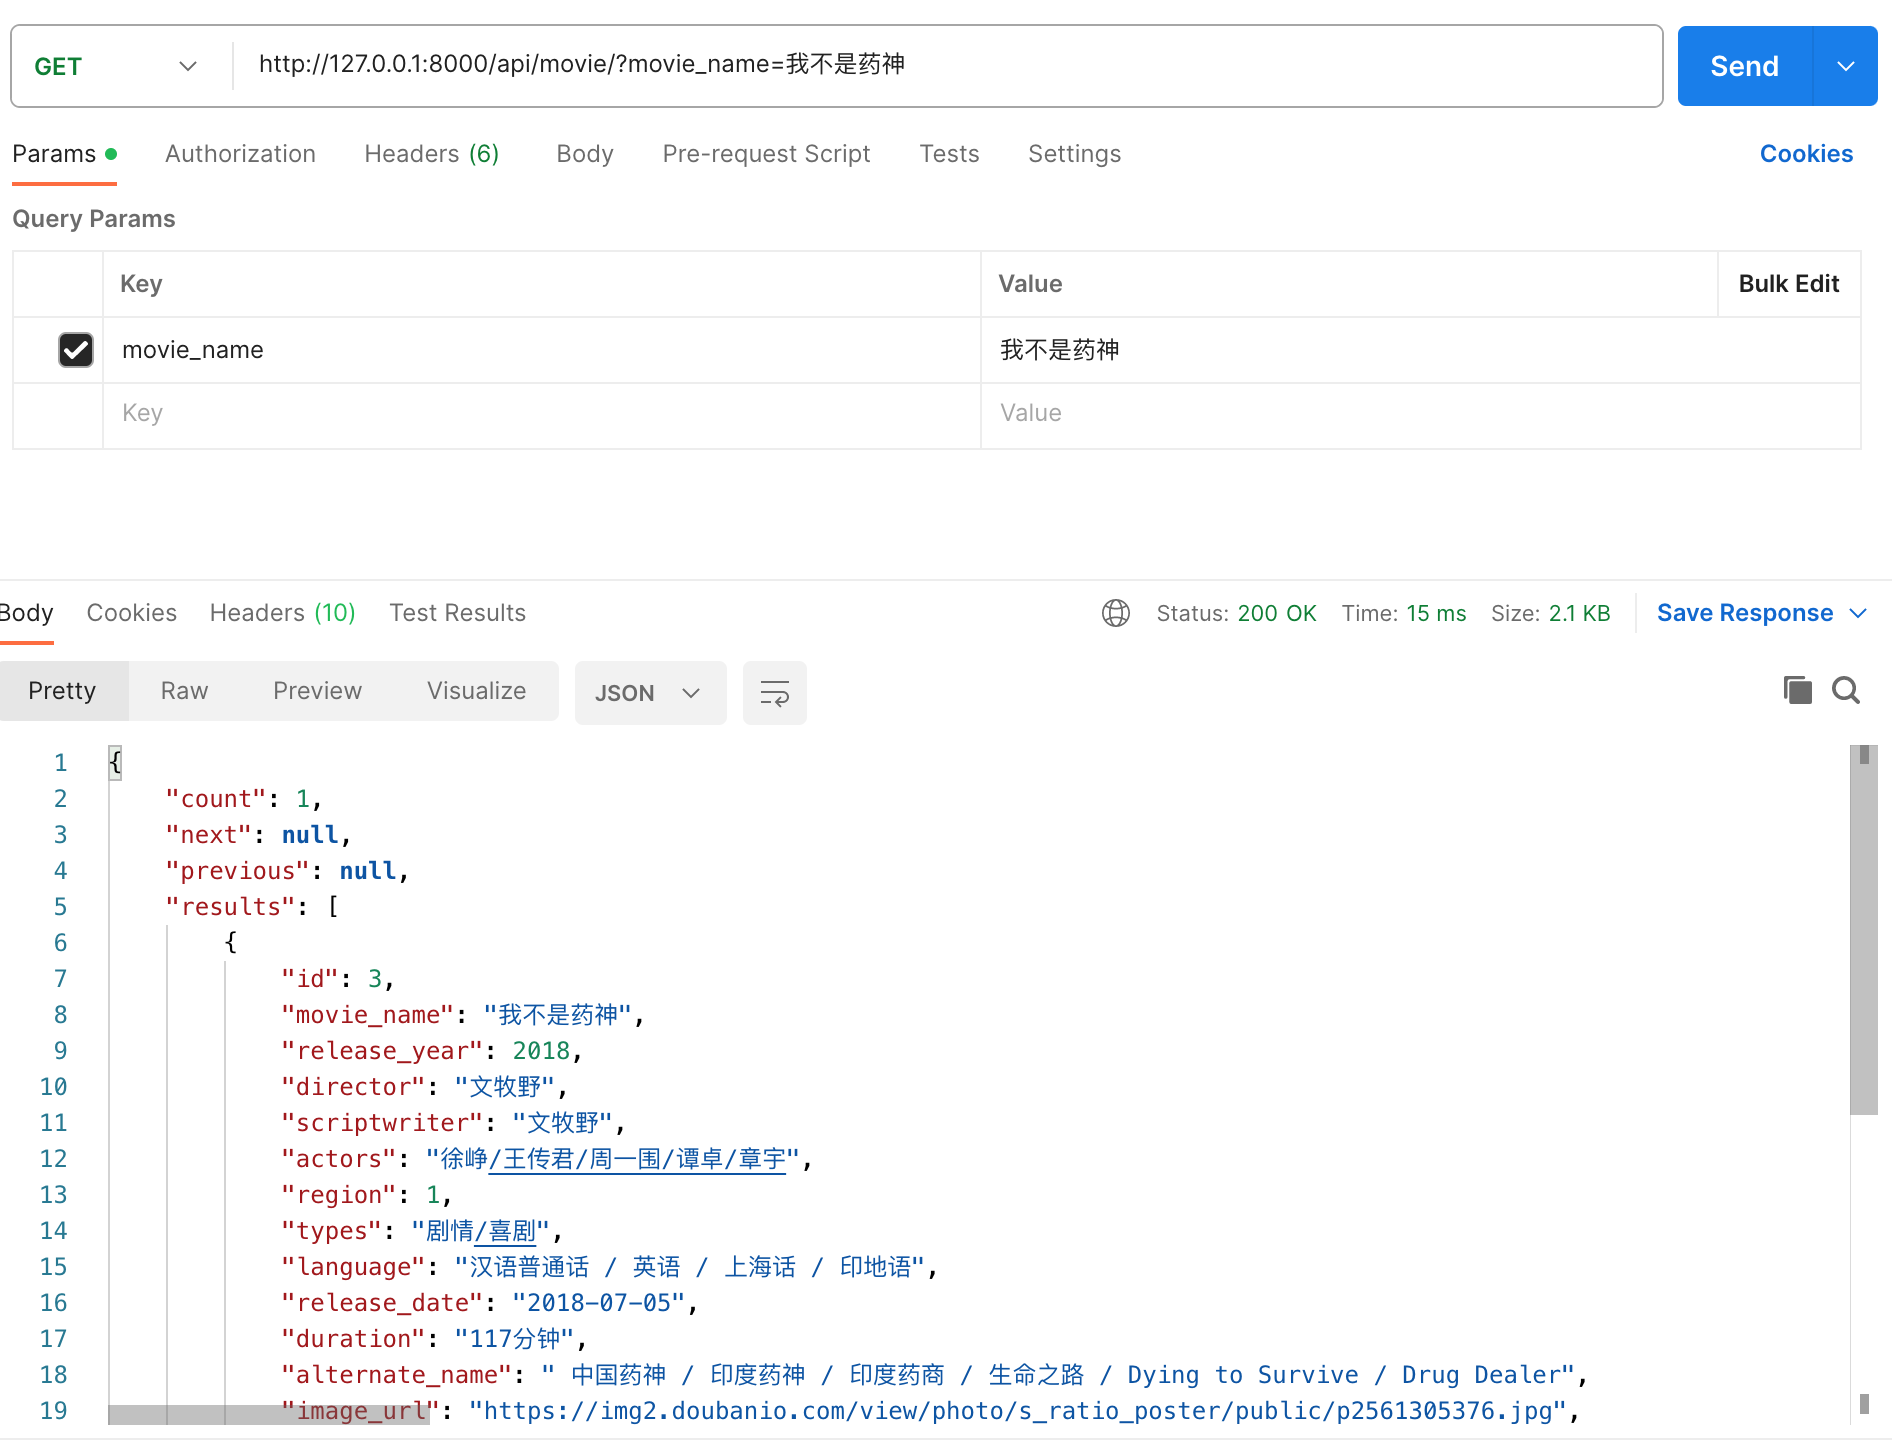 GET http://127.0.0.1:8000/api/movie/?movie_name=我不是药神 Send
Params Authorization Headers (6) Body Pre-request Script Tests Settings Cookies
Query Params
Key Value Bulk Edit
movie_name 我不是药神
Key Value
Body Cookies Headers (10) Test Results Status: 200 OK Time: 15 ms Size: 2.1 KB Save Response
Pretty Raw Preview Visualize JSON
1 {
2 "count": 1,
3 "next": null,
4 "previous": null,
5 "results": [
6 {
7 "id": 3,
8 "movie_name": "我不是药神",
9 "release_year": 2018,
10 "director": "文牧野",
11 "scriptwriter": "文牧野",
12 "actors": "徐峥/王传君/周一围/谭卓/章宇",
13 "region": 1,
14 "types": "剧情/喜剧",
15 "language": "汉语普通话 / 英语 / 上海话 / 印地语",
16 "release_date": "2018-07-05",
17 "duration": "117分钟",
18 "alternate_name": " 中国药神 / 印度药神 / 印度药商 / 生命之路 / Dying to Survive / Drug Dealer",
19 "image_url": "https://img2.doubanio.com/view/photo/s_ratio_poster/public/p2561305376.jpg",